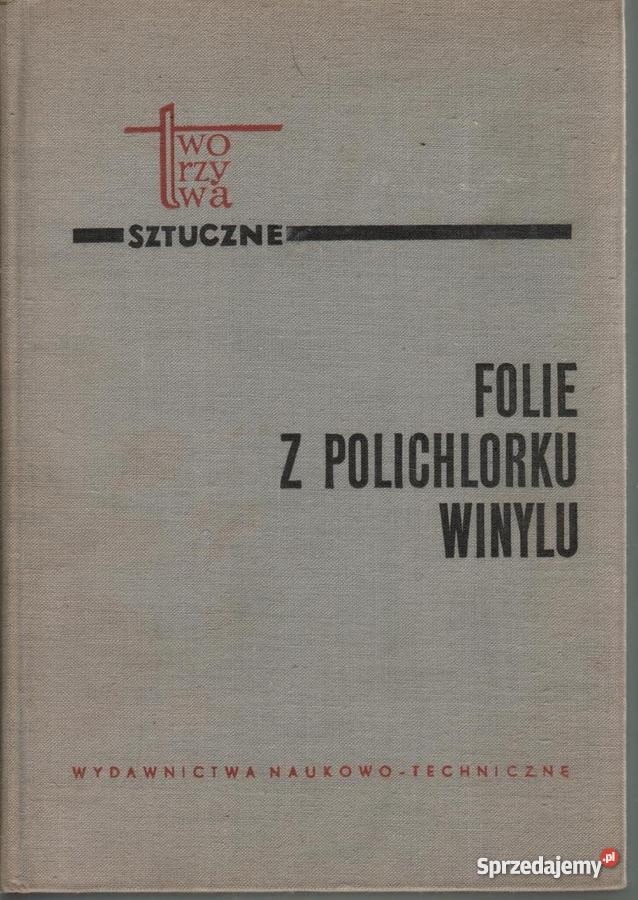 two
rzy
wa
SZTUCZNE
FOLIE
Z POLICHLORKU
WINYLU
WYDAWNICTWA NAUKOWO-TECHNICZNE
Sprzedajemy.pl